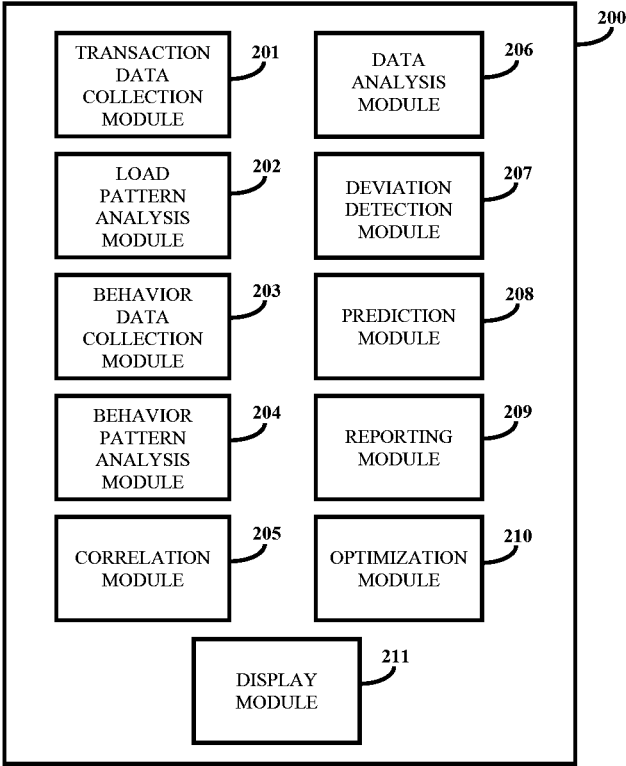 200
TRANSACTION
DATA
COLLECTION
MODULE
201
LOAD
PATTERN
ANALYSIS
MODULE
202
BEHAVIOR
DATA
COLLECTION
MODULE
203
BEHAVIOR
PATTERN
ANALYSIS
MODULE
204
CORRELATION
MODULE
205
DATA
ANALYSIS
MODULE
206
DEVIATION
DETECTION
MODULE
207
PREDICTION
MODULE
208
REPORTING
MODULE
209
OPTIMIZATION
MODULE
210
DISPLAY
MODULE
211